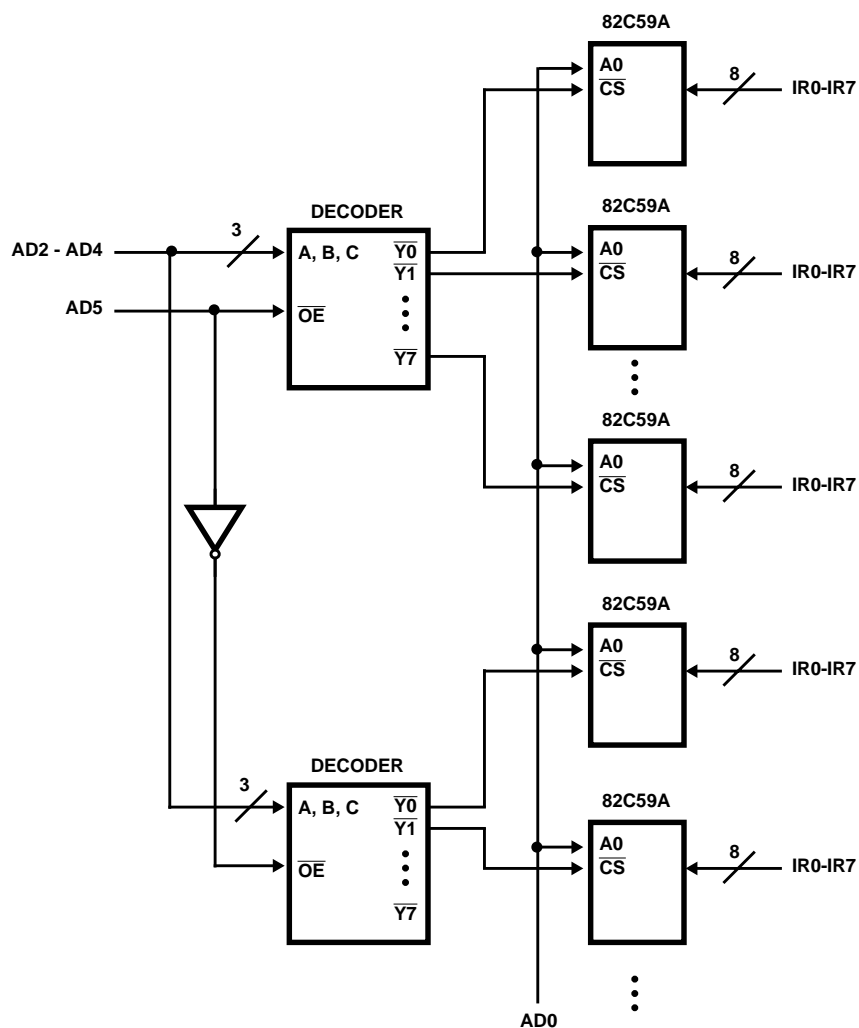 82C59A
A0
CS
8
IR0-IR7
82C59A
A0
CS
8
IR0-IR7
DECODER
AD2 - AD4
3
A, B, C
Y0
Y1
AD5
OE
Y7
82C59A
A0
CS
8
IR0-IR7
82C59A
A0
CS
8
IR0-IR7
DECODER
3
A, B, C
Y0
Y1
OE
Y7
82C59A
A0
CS
8
IR0-IR7
AD0